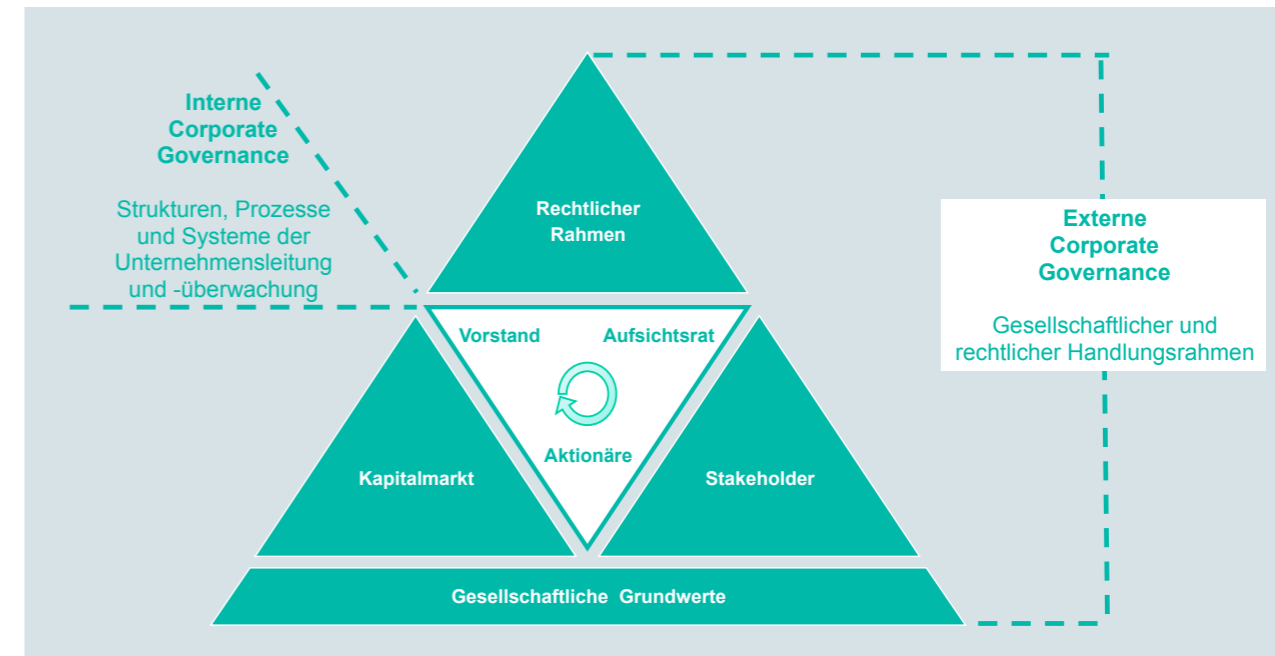 Interne
Corporate
Governance
Strukturen, Prozesse
und Systeme der
Unternehmensleitung
und -überwachung
Rechtlicher
Rahmen
Vorstand
Aufsichtsrat
Aktionäre
Kapitalmarkt
Stakeholder
Gesellschaftliche Grundwerte
Externe
Corporate
Governance
Gesellschaftlicher und
rechtlicher Handlungsrahmen